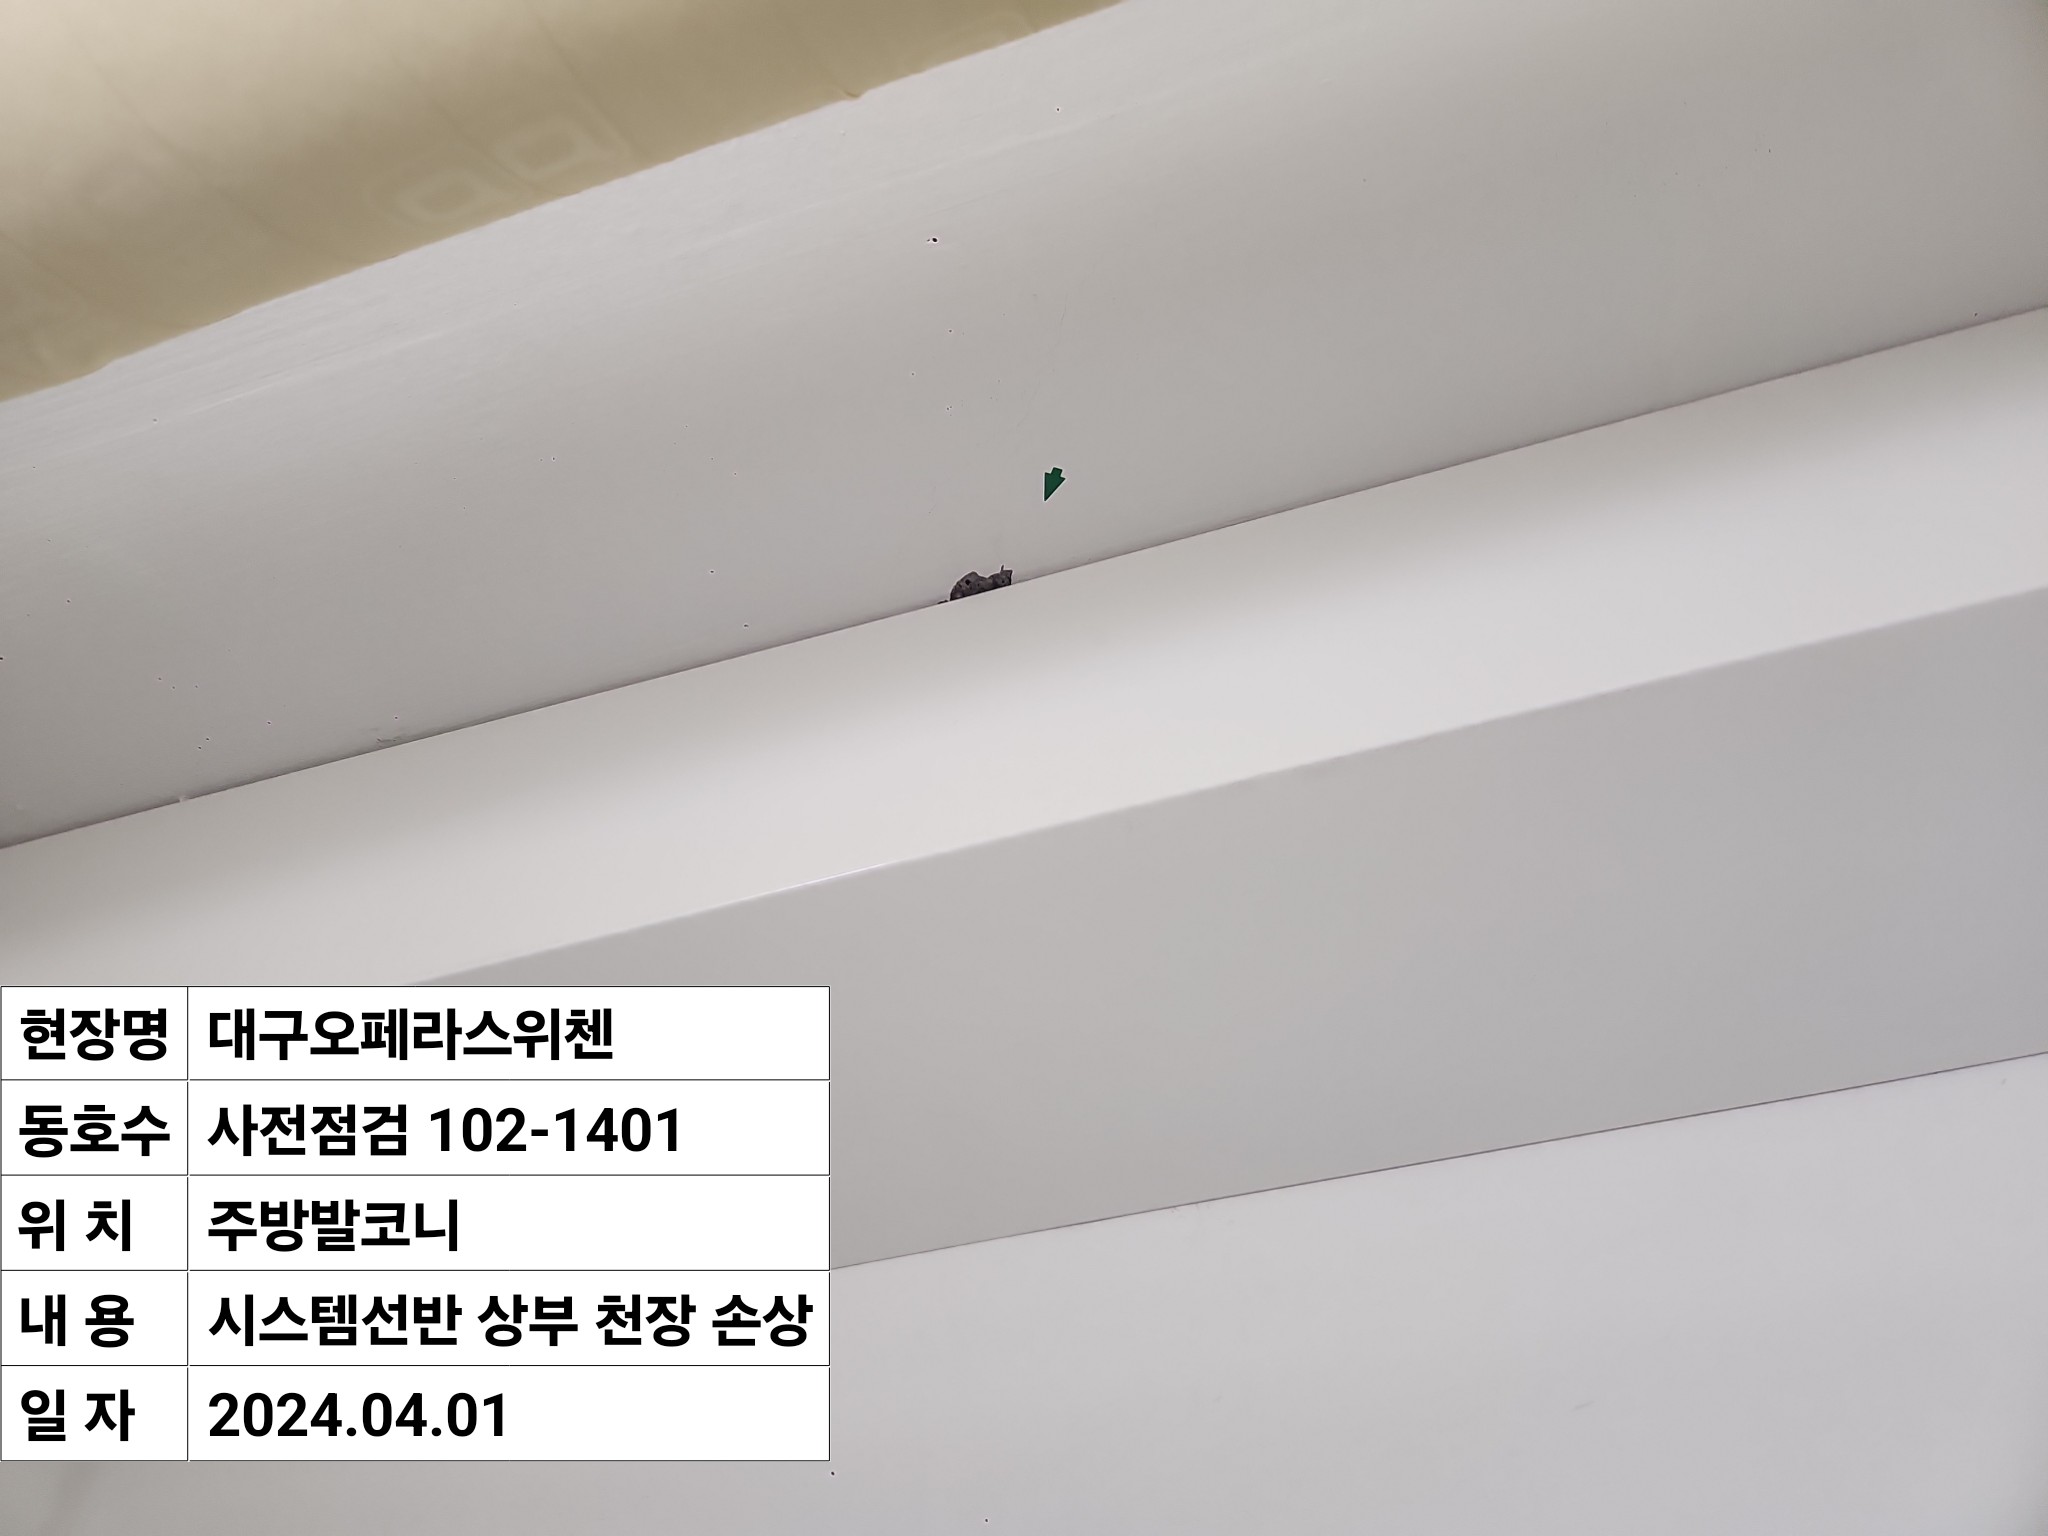 현장명 대구오페라스위첸
동호수 사전점검 102-1401
위 치 주방발코니
내 용 시스템선반 상부 천장 손상
일 자 2024.04.01